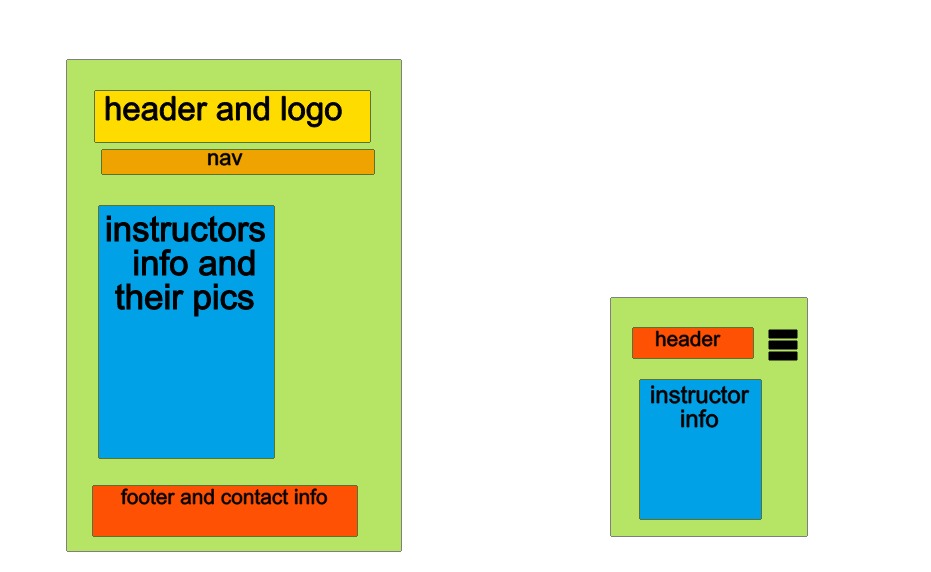 header and logo
nav
instructors
info and
their pics
footer and contact info
header
instructor
info